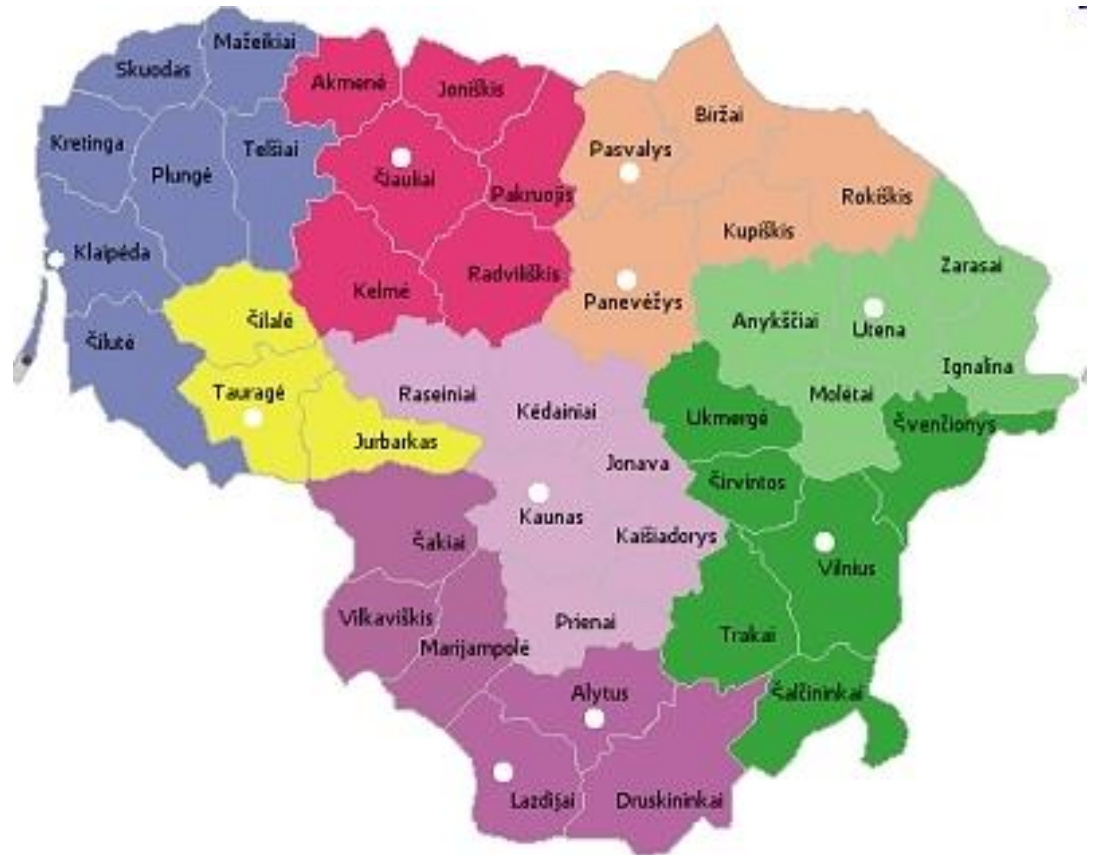 Mažeikiai
Skuodas
Akmenė
Joniškis
Biržai
Kretinga
Telšiai
Pasvalys
Plungė
Šiauliai
Pakruojis
Rokiškis
Kupiškis
Klaipėda
Radviliškis
Zarasai
Kelmė
Panevėžys
Šilalė
Anykščiai
Utena
Šilutė
Ignalina
Tauragė
Raseiniai
Molėtai
Kėdainiai
Ukmergė
Švenčionys
Jurbarkas
Jonava
Širvintos
Kaunas
Kaišiadorys
Šakiai
Vilnius
Vilkaviškis
Prienai
Trakai
Marijampolė
Alytus
Šalčininkai
Lazdijai
Druskininkai